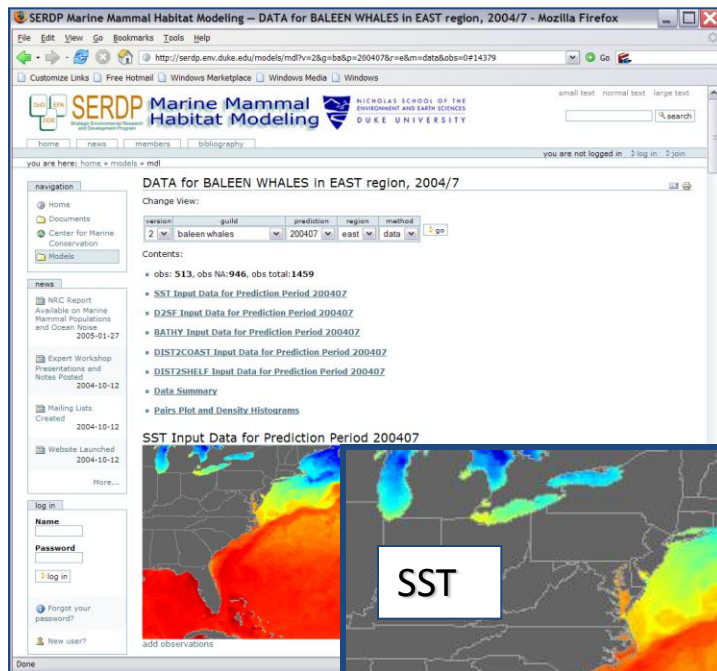 SERDP Marine Mammal Habitat Modeling — DATA for BALEEN WHALES in EAST region, 2004/7 - Mozilla Firefox
File Edit View Go Bookmarks Tools Help
http://serdp.env.duke.edu/models/mdl?v=2&g=ba&p=200407&r=e&m=data&obs=0#14379
Go
Customize Links Free Hotmail Windows Marketplace Windows Media Windows
small text normal text large text
DoD EPA DOE
SERDP
Strategic Environmental Research
and Development Program
Marine Mammal
Habitat Modeling
NICHOLAS SCHOOL OF THE
ENVIRONMENT AND EARTH SCIENCES
DUKE UNIVERSITY
search
home news members bibliography
you are not logged in log in join
you are here: home » models » mdl
navigation
Home
Documents
Center for Marine
Conservation
Models
news
NRC Report
Available on Marine
Mammal Populations
and Ocean Noise
2005-01-27
Expert Workshop
Presentations and
Notes Posted
2004-10-12
Mailing Lists
Created
2004-10-12
Website Launched
2004-10-12
More...
log in
Name
Password
log in
Forgot your
password?
New user?
DATA for BALEEN WHALES in EAST region, 2004/7
Change View:
version guild prediction region method
2 baleen whales 200407 east data go
Contents:
obs: 513, obs NA:946, obs total:1459
SST Input Data for Prediction Period 200407
D2SF Input Data for Prediction Period 200407
BATHY Input Data for Prediction Period 200407
DIST2COAST Input Data for Prediction Period 200407
DIST2SHELF Input Data for Prediction Period 200407
Data Summary
Pairs Plot and Density Histograms
SST Input Data for Prediction Period 200407
SST
add observations
Done